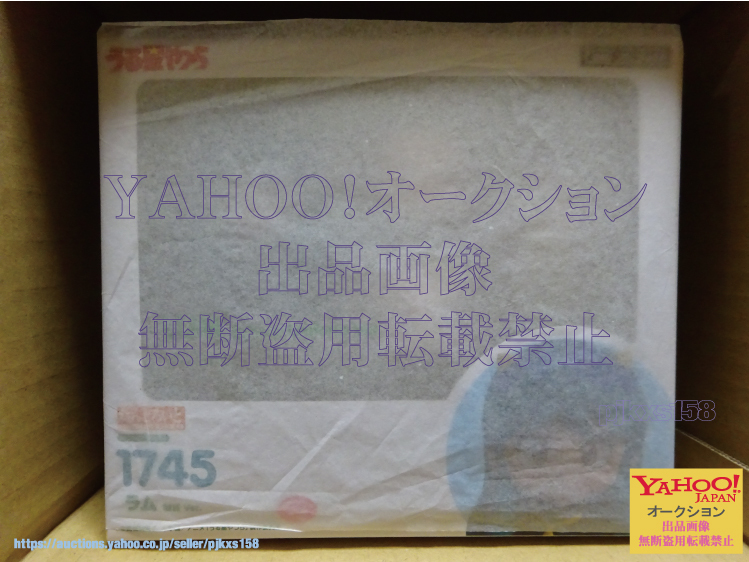 うる星やつら
YAHOO!オークション
出品画像
無断盗用転載禁止
158
1745
ラム
YAHOO!
JAPAN
オークション
出品画像
無断盗用転載禁止
https://auctions.yahoo.co.jp/seller/pjkxs158